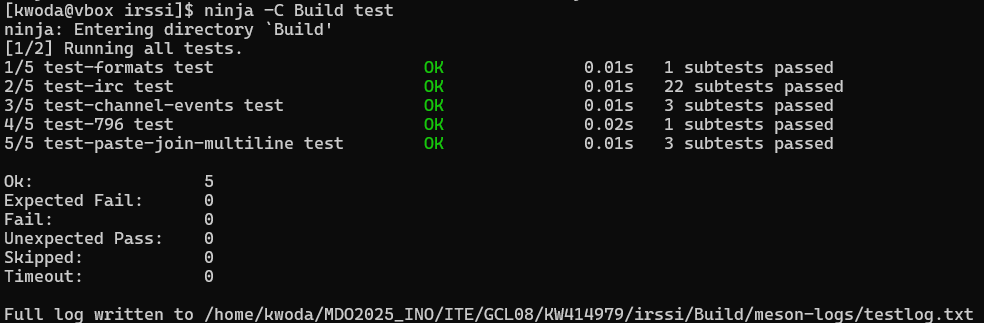 [kwoda@vbox irssi]$ ninja -C Build test
ninja: Entering directory `Build'
[1/2] Running all tests.
1/5 test-formats test OK 0.01s 1 subtests passed
2/5 test-irc test OK 0.01s 22 subtests passed
3/5 test-channel-events test OK 0.01s 3 subtests passed
4/5 test-796 test OK 0.02s 1 subtests passed
5/5 test-paste-join-multiline test OK 0.01s 3 subtests passed
Ok: 5
Expected Fail: 0
Fail: 0
Unexpected Pass: 0
Skipped: 0
Timeout: 0
Full log written to /home/kwoda/MDO2025_INO/ITE/GCL08/KW414979/irssi/Build/meson-logs/testlog.txt